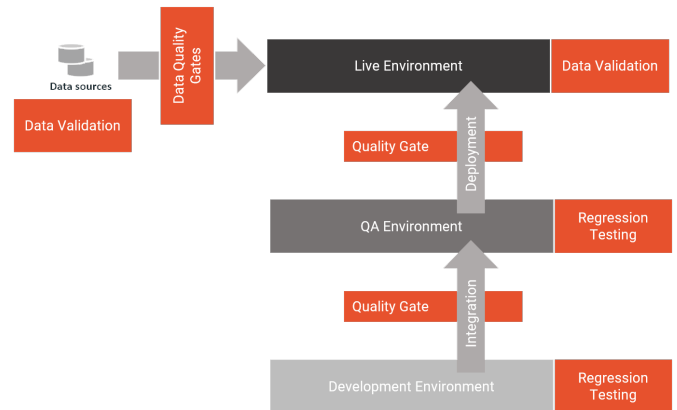 Data sources
Data Validation
Data Quality
Gates
Live Environment
Data Validation
Quality Gate
Deployment
QA Environment
Regression
Testing
Quality Gate
Integration
Development Environment
Regression
Testing